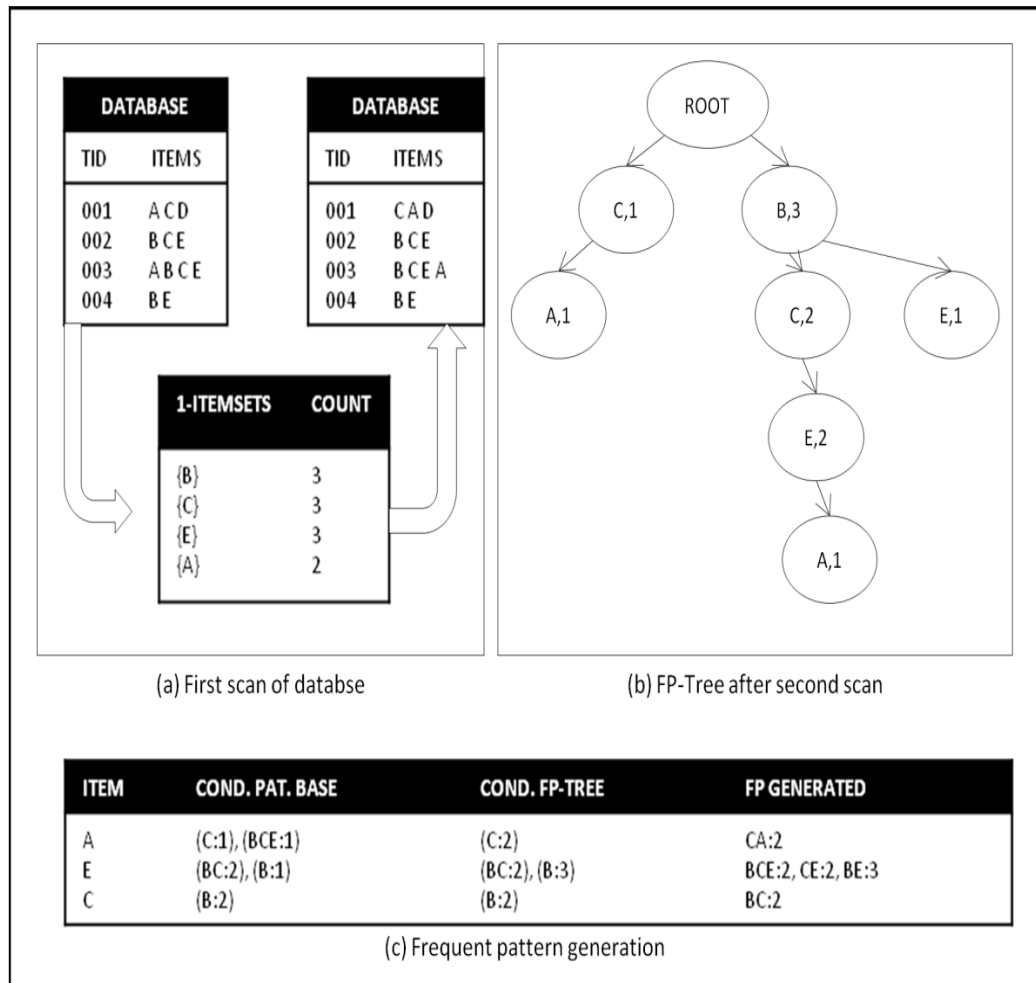 DATABASE
TID ITEMS
001 A C D
002 B C E
003 A B C E
004 B E
DATABASE
TID ITEMS
001 C A D
002 B C E
003 B C E A
004 B E
1-ITEMSETS COUNT
{B} 3
{C} 3
{E} 3
{A} 2
(a) First scan of databse
ROOT
C,1
B,3
A,1
C,2
E,1
E,2
A,1
(b) FP-Tree after second scan
ITEM COND. PAT. BASE COND. FP-TREE FP GENERATED
A (C:1), (BCE:1) (C:2) CA:2
E (BC:2), (B:1) (BC:2), (B:3) BCE:2, CE:2, BE:3
C (B:2) (B:2) BC:2
(c) Frequent pattern generation